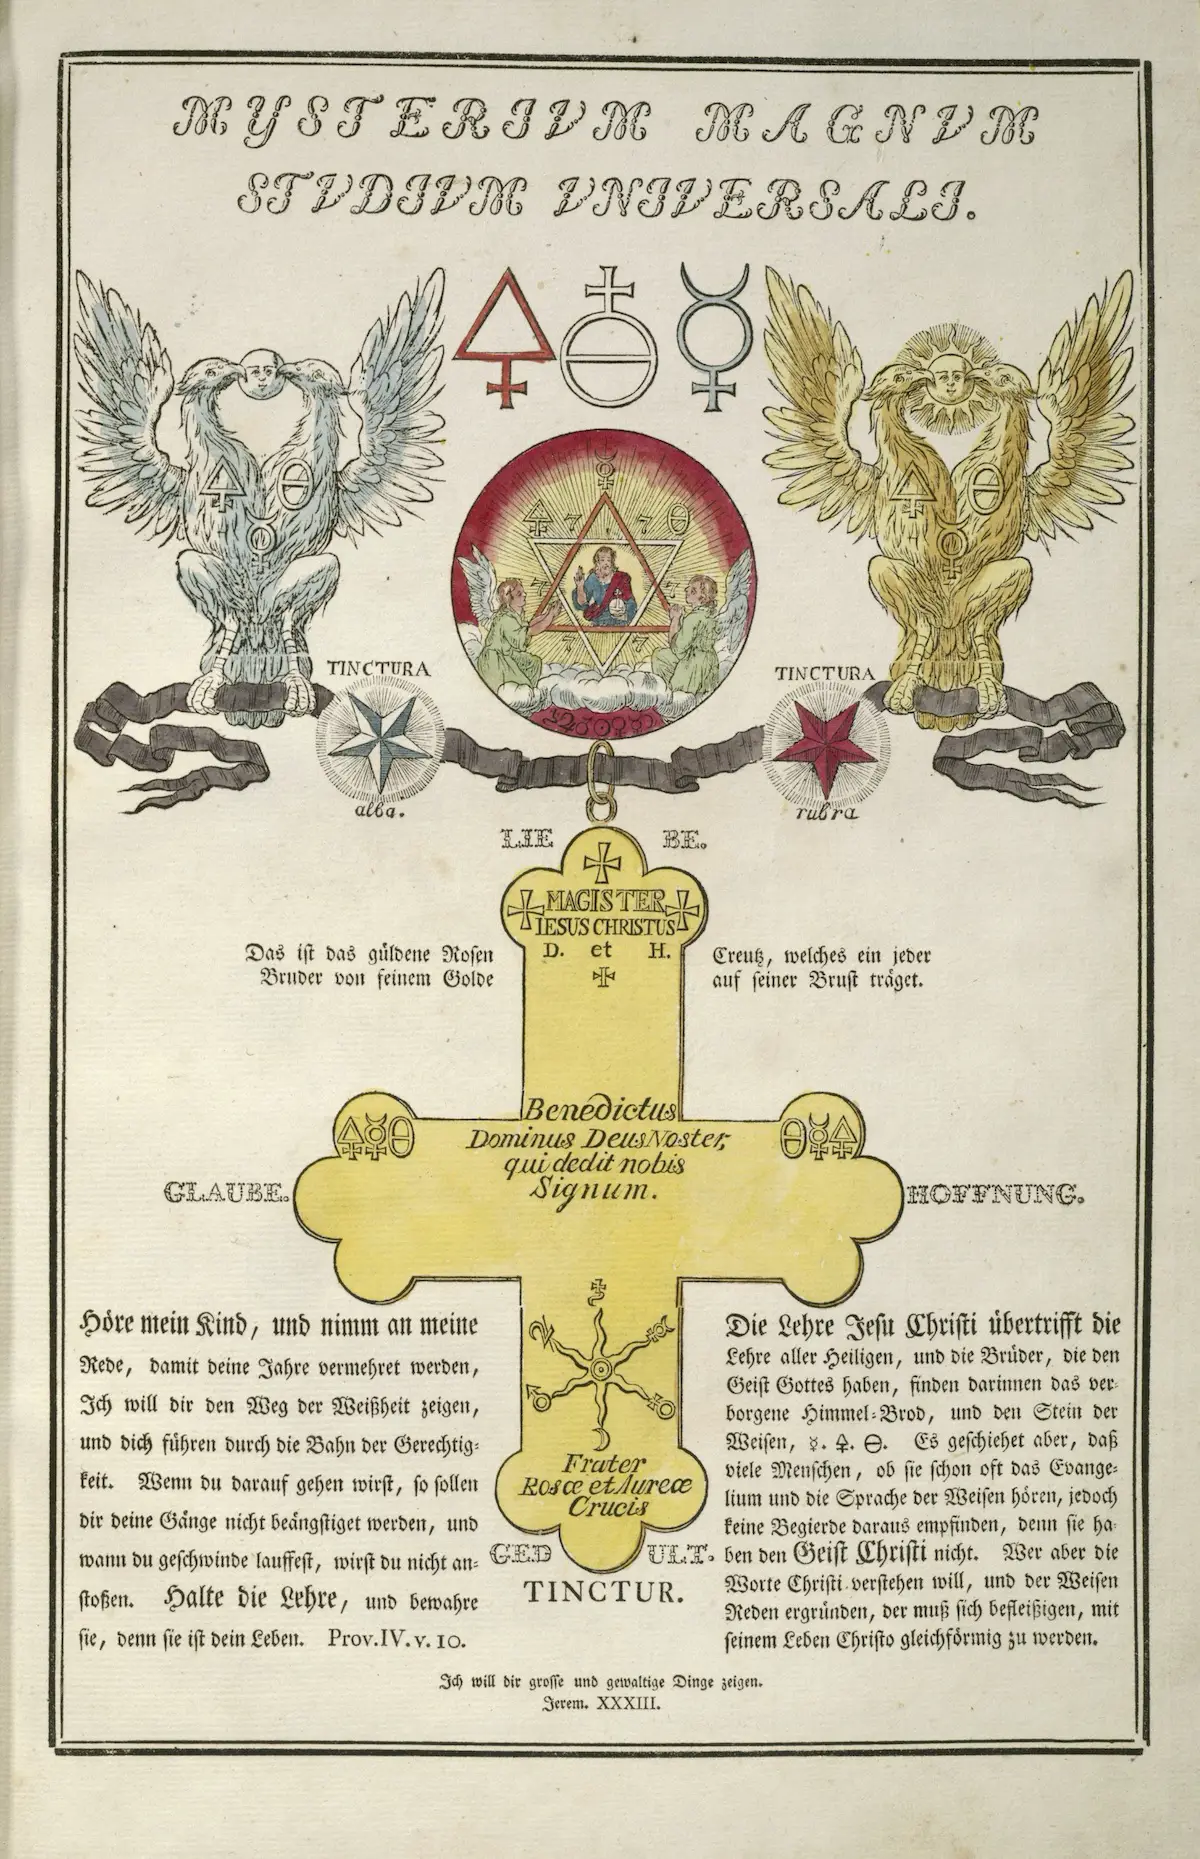 MYSTERIVM MAGNVM
STVDIVM VNIVERSALI.
TINCTURA
alba.
TINCTURA
rubra
LIE BE.
MAGISTER
IESUS CHRISTUS
D. et H.
Das ist das güldene Rosen Creutz, welches ein jeder
Bruder von feinem Golde auf seiner Brust träget.
Benedictus
Dominus Deus Noster,
qui dedit nobis
Signum.
GLAUBE.
HOFFNUNG.
Frater
Rosæ et Aureæ
Crucis
GED ULT.
TINCTUR.
Höre mein Kind, und nimm an meine
Rede, damit deine Jahre vermehret werden,
Ich will dir den Weg der Weißheit zeigen,
und dich führen durch die Bahn der Gerechtig-
keit. Wenn du darauf gehen wirst, so sollen
dir deine Gänge nicht beängstiget werden, und
wann du geschwinde lauffest, wirst du nicht an-
stoßen. Halte die Lehre, und bewahre
sie, denn sie ist dein Leben. Prov.IV.v.10.
Die Lehre Jesu Christi übertrifft die
Lehre aller Heiligen, und die Brüder, die den
Geist Gottes haben, finden darinnen das ver-
borgene Himmel-Brod, und den Stein der
Weisen, ☿. 🜍. 🜔. Es geschiehet aber, daß
viele Menschen, ob sie schon oft das Evange-
lium und die Sprache der Weisen hören, jedoch
keine Begierde daraus empfinden, denn sie ha-
ben den Geist Christi nicht. Wer aber die
Worte Christi verstehen will, und der Weisen
Reden ergründen, der muß sich befleißigen, mit
seinem Leben Christo gleichförmig zu werden.
Ich will dir grosse und gewaltige Dinge zeigen.
Jerem. XXXIII.